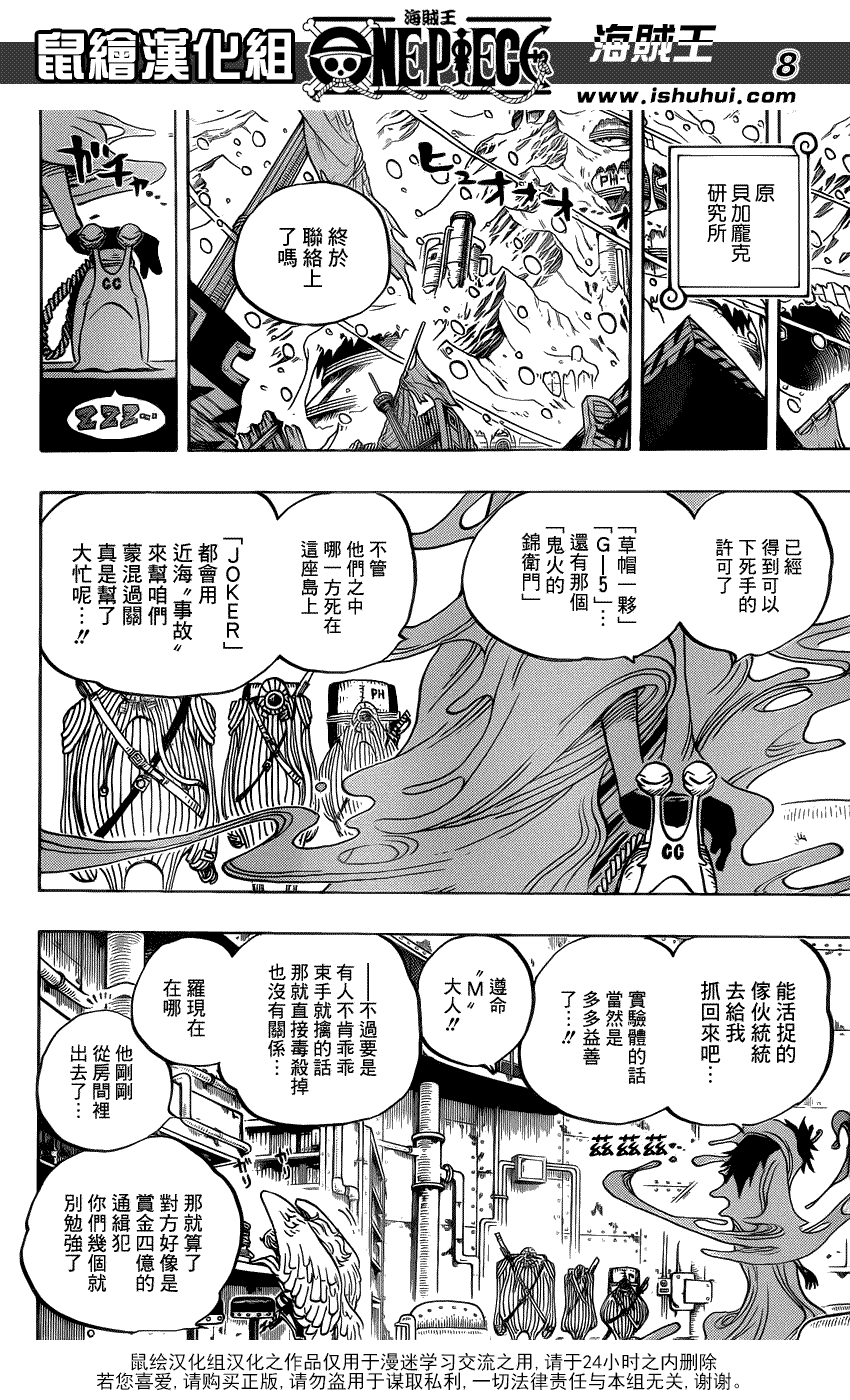 鼠繪漢化組
海賊王
ONE PIECE
海賊王
8
www.ishuhui.com
原
貝加龐克
研究所
PH-
ヒュオオオオ
終於
聯絡上
了嗎
ガチャ
CC
ZZZ…
已經
得到可以
下死手的
許可了
「草帽一夥」
「G—5」…
還有那個
「鬼火的
錦衛門」
不管
他們之中
哪一方死在
這座島上
「JOKER」
都會用
近海〝事故〟
來幫咱們
蒙混過關
真是幫了
大忙呢…!!
PH
CC
能活捉的
傢伙統統
去給我
抓回來吧…
實驗體的話
當然是
多多益善
了…!!
遵命
〝M〟
大人!!
——不過要是
有人不肯乖乖
束手就擒的話
那就直接毒殺掉
也沒有關係…
羅現在
在哪
他剛剛
從房間裡
出去了…
茲茲茲…
那就算了
對方好像是
賞金四億的
通緝犯
你們幾個就
別勉強了
鼠绘汉化组汉化之作品仅用于漫迷学习交流之用, 请于24小时之内删除
若您喜爱, 请购买正版, 请勿盗用于谋取私利, 一切法律责任与本组无关, 谢谢。